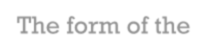 The form of the